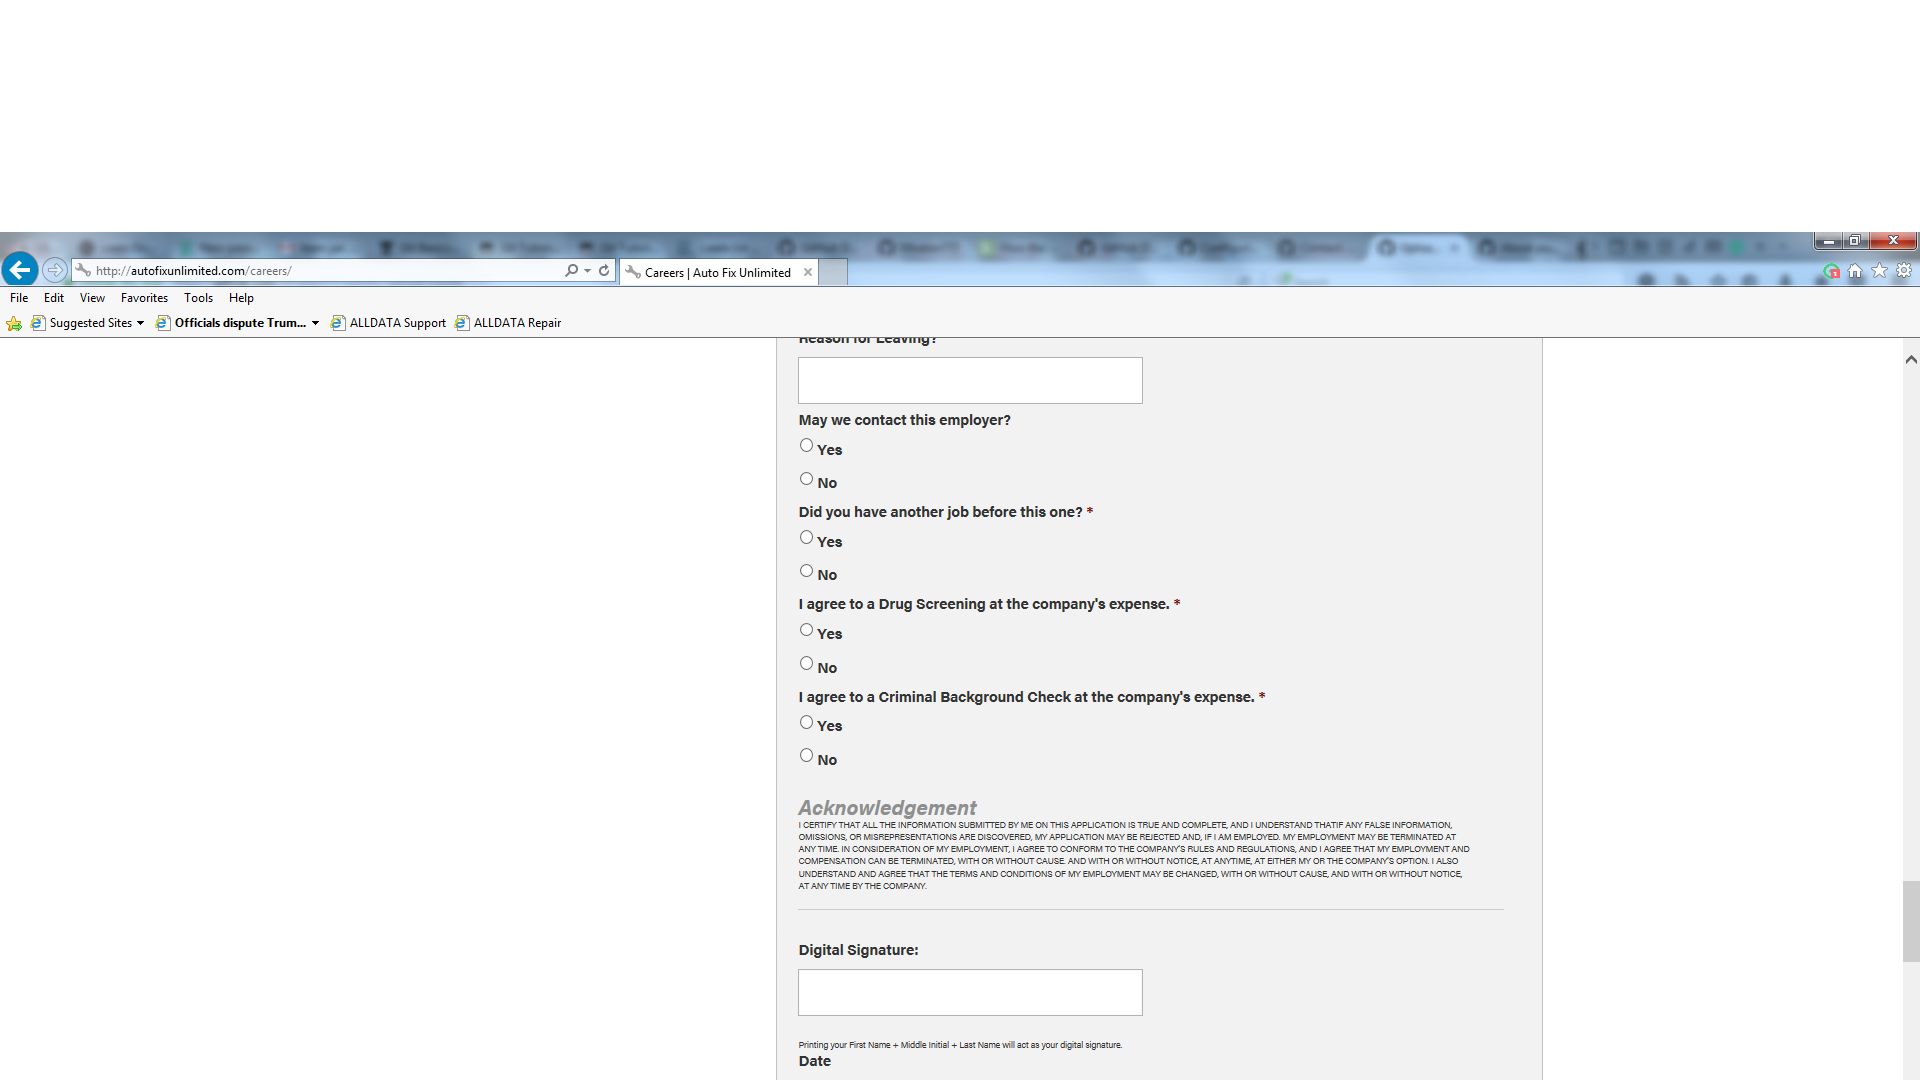 http://autofixunlimited.com/careers/
Careers | Auto Fix Unlimited
File Edit View Favorites Tools Help
Suggested Sites Officials dispute Trum... ALLDATA Support ALLDATA Repair
Reason for Leaving?
May we contact this employer?
Yes
No
Did you have another job before this one? *
Yes
No
I agree to a Drug Screening at the company's expense. *
Yes
No
I agree to a Criminal Background Check at the company's expense. *
Yes
No
Acknowledgement
I CERTIFY THAT ALL THE INFORMATION SUBMITTED BY ME ON THIS APPLICATION IS TRUE AND COMPLETE, AND I UNDERSTAND THATIF ANY FALSE INFORMATION,
OMISSIONS, OR MISREPRESENTATIONS ARE DISCOVERED, MY APPLICATION MAY BE REJECTED AND, IF I AM EMPLOYED. MY EMPLOYMENT MAY BE TERMINATED AT
ANY TIME. IN CONSIDERATION OF MY EMPLOYMENT, I AGREE TO CONFORM TO THE COMPANY'S RULES AND REGULATIONS, AND I AGREE THAT MY EMPLOYMENT AND
COMPENSATION CAN BE TERMINATED, WITH OR WITHOUT CAUSE. AND WITH OR WITHOUT NOTICE, AT ANYTIME, AT EITHER MY OR THE COMPANY'S OPTION. I ALSO
UNDERSTAND AND AGREE THAT THE TERMS AND CONDITIONS OF MY EMPLOYMENT MAY BE CHANGED, WITH OR WITHOUT CAUSE, AND WITH OR WITHOUT NOTICE,
AT ANY TIME BY THE COMPANY.
Digital Signature:
Printing your First Name + Middle Initial + Last Name will act as your digital signature.
Date